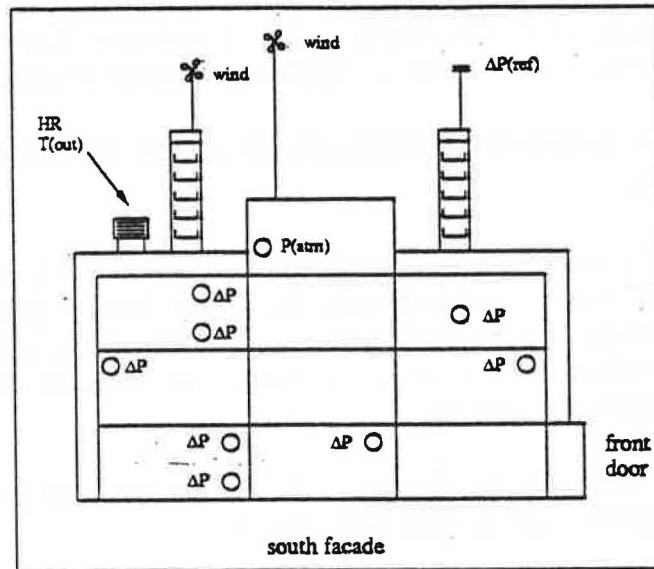 wind
wind
ΔP(ref)
HR
T(out)
P(atm)
ΔP
ΔP
ΔP
ΔP
ΔP
ΔP
ΔP
ΔP
front
door
south facade